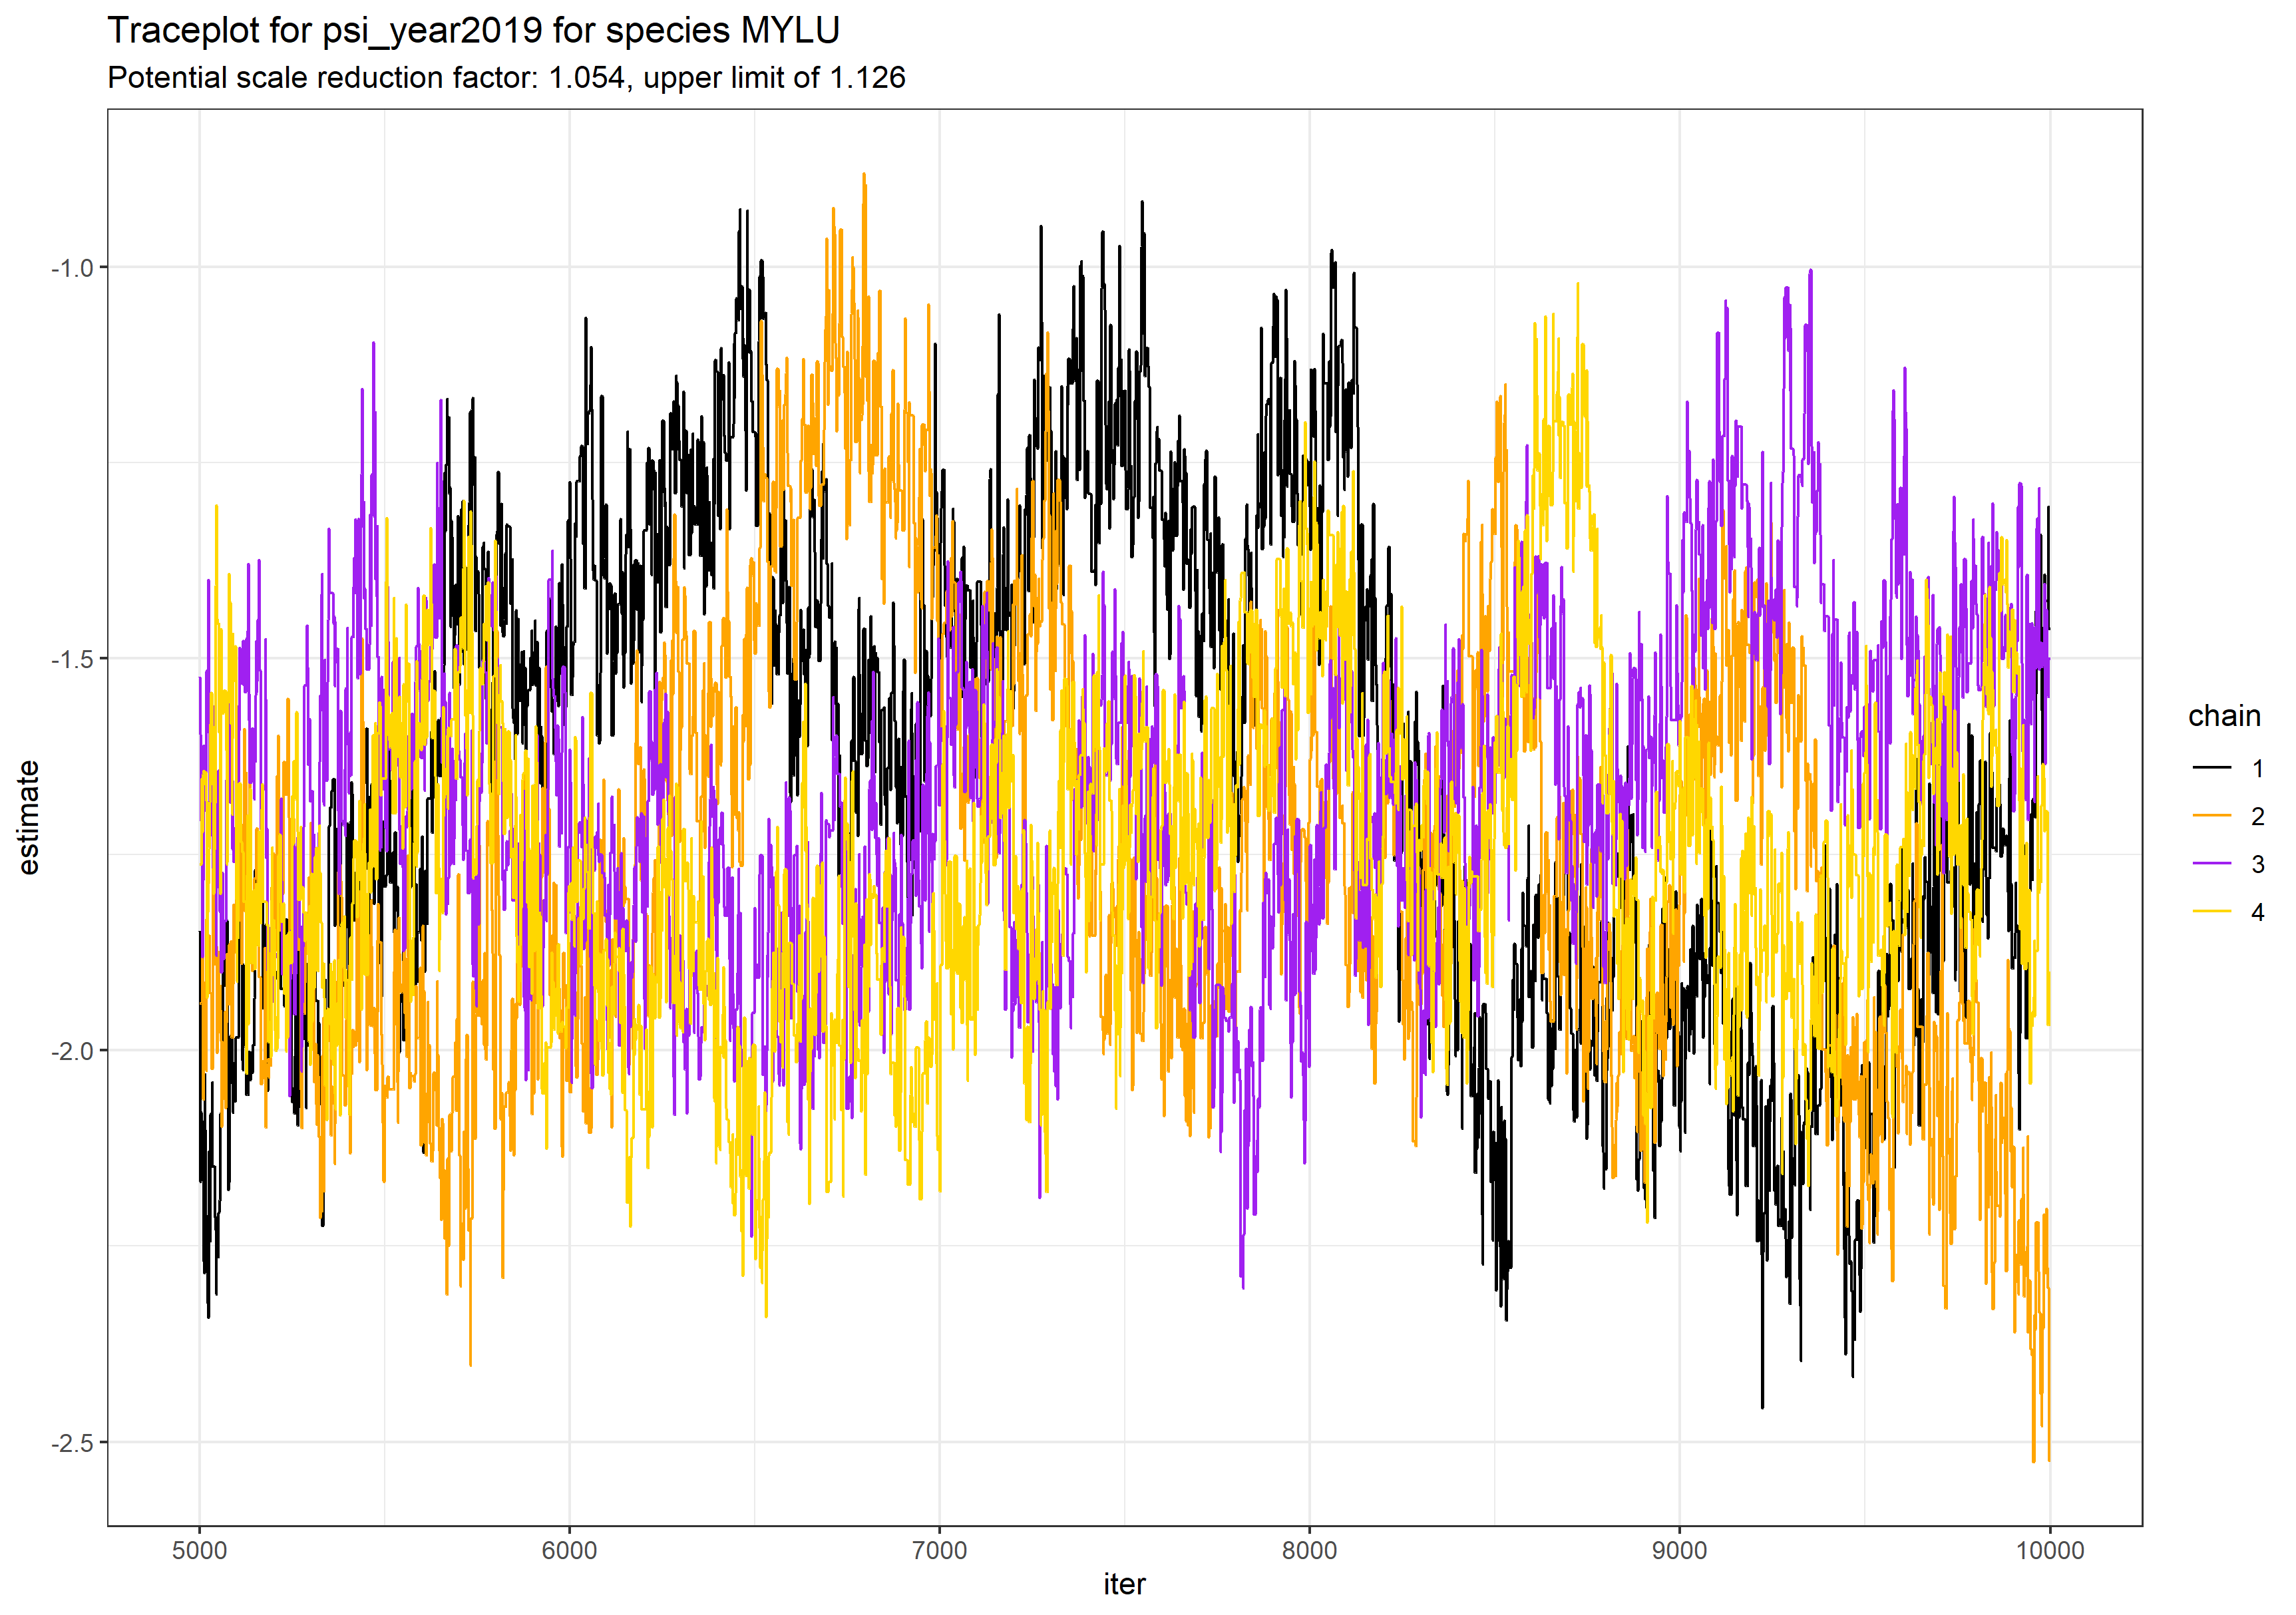 Traceplot for psi_year2019 for species MYLU
Potential scale reduction factor: 1.054, upper limit of 1.126
estimate
-1.0
-1.5
-2.0
-2.5
5000 6000 7000 8000 9000 10000
iter
chain
1
2
3
4